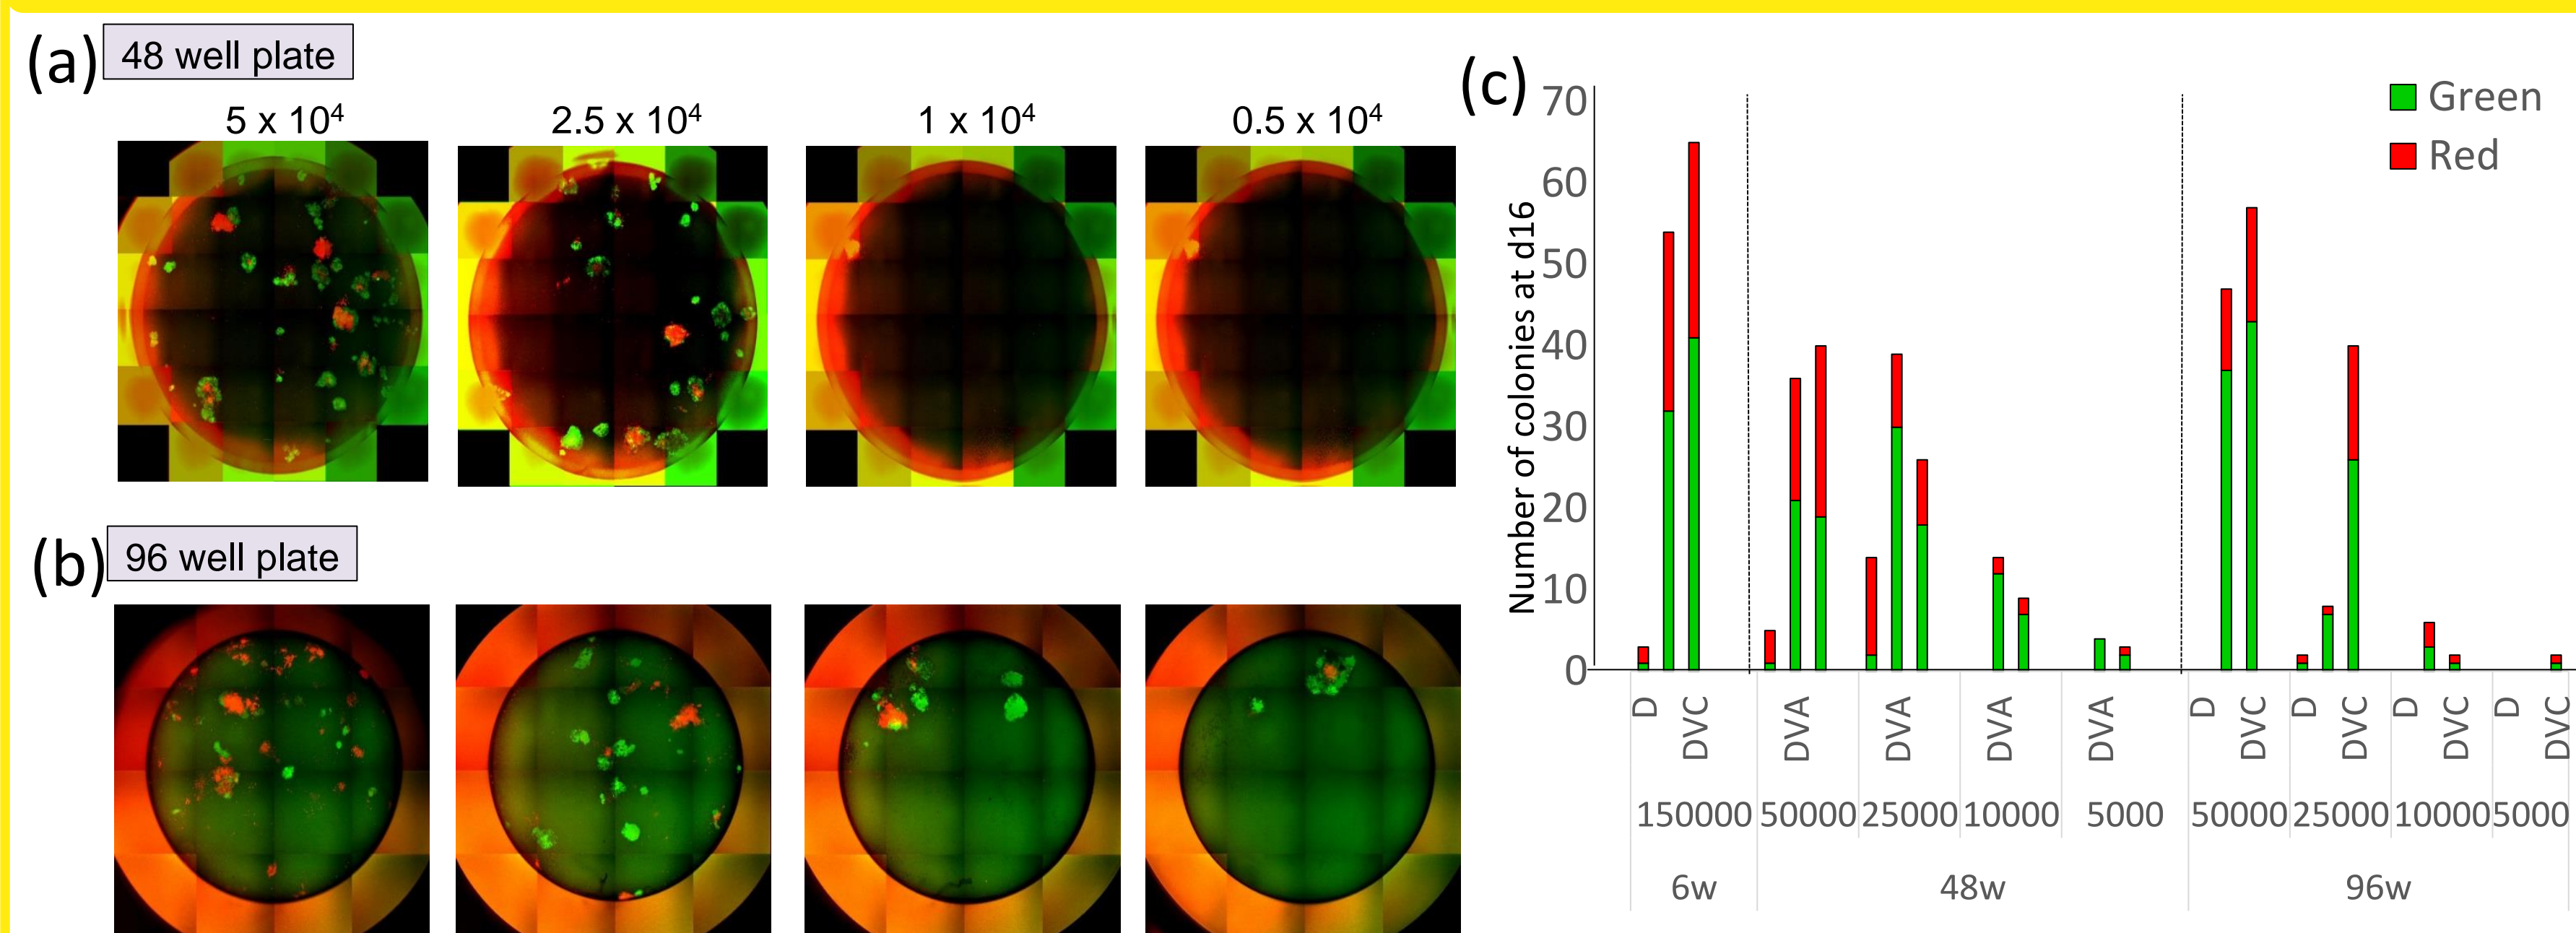 (a) 48 well plate
5 x 10⁴ 2.5 x 10⁴ 1 x 10⁴ 0.5 x 10⁴
(b) 96 well plate
(c)
Number of colonies at d16
70
60
50
40
30
20
10
0
Green
Red
D DVC DVA DVA DVA DVA D DVC D DVC D DVC D DVC
150000 50000 25000 10000 5000 50000 25000 10000 5000
6w 48w 96w